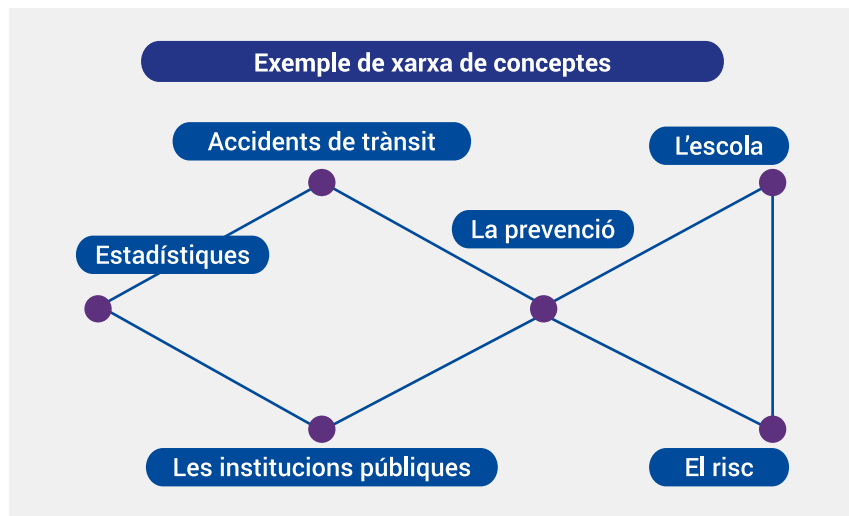 Exemple de xarxa de conceptes
Accidents de trànsit
L'escola
La prevenció
Estadístiques
Les institucions públiques
El risc